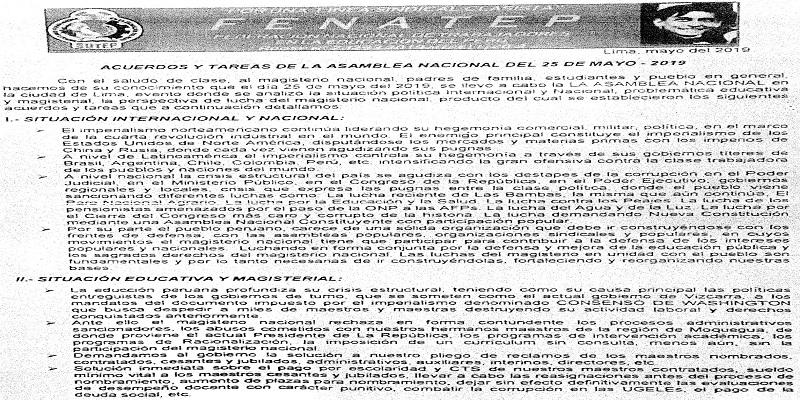 FENATEP
SUTEP
Lima, mayo del 2019
ACUERDOS Y TAREAS DE LA ASAMBLEA NACIONAL DEL 25 DE MAYO - 2019
Con el saludo de clase, al magisterio nacional, padres de familia, estudiantes y pueblo en general,
hacemos de su conocimiento que el día 25 de mayo del 2019, se llevó a cabo la LA ASAMBLEA NACIONAL en
la ciudad de Lima, evento donde se analizó la situación política Internacional y Nacional, problemática educativa
y magisterial, la perspectiva de lucha del magisterio nacional, producto del cual se establecieron los siguientes
acuerdos y tareas que a continuación detallamos:
I.- SITUACIÓN INTERNACIONAL Y NACIONAL:
El imperialismo norteamericano continúa liderando su hegemonía comercial, militar, política, en el marco
de la cuarta revolución industrial en el mundo. El enemigo principal constituye el imperialismo de los
Estados Unidos de Norte América, disputándose los mercados y materias primas con los imperios de
China y Rusia, donde cada vez vienen agudizando sus pugnas.
A nivel de Latinoamérica el imperialismo controla su hegemonía a través de sus gobiernos títeres de
Brasil, Argentina, Chile, Colombia, Perú, etc. intensificando la gran ofensiva contra la clase trabajadora
de los pueblos y naciones del mundo.
A nivel nacional la crisis estructural del país se agudiza con los destapes de la corrupción en el Poder
Judicial, en el Ministerio Público, en el Congreso de la República, en el Poder Ejecutivo, gobiernos
regionales y locales, crisis que expresa las pugnas entre la clase política, donde el pueblo viene
sancionando diferentes luchas como: La lucha reciente de Las Bambas, la misma que aún continúa, El
Paro Nacional Agrario, La lucha por la Educación y la Salud, La lucha contra los Peajes, La lucha de los
pensionistas amenazados por el paso de la ONP a las AFPs, La lucha del Agua y de la Luz, La lucha por
el Cierre del Congreso más caro y corrupto de la historia. La lucha demandando Nueva Constitución
mediante una Asamblea Nacional Constituyente con participación popular.
Por su parte el pueblo peruano, carece de una sólida organización que debe ir construyéndose con los
frentes de defensa, con las asambleas populares, organizaciones sindicales y populares, en cuyos
movimientos el magisterio nacional tiene que participar para contribuir a la defensa de los intereses
populares y nacionales. Luchando en forma conjunta por la defensa y mejora de la educación pública y
los sagrados derechos del magisterio nacional. Las luchas del magisterio en unidad con el pueblo son
fundamentales y por lo tanto necesarias de ir construyéndolas, fortaleciendo y reorganizando nuestras
bases.
II.- SITUACIÓN EDUCATIVA Y MAGISTERIAL:
La educción peruana profundiza su crisis estructural, teniendo como su causa principal las políticas
entreguistas de los gobiernos de turno, que se someten como el actual gobierno de Vizcarra, a los
mandatos del documento impuesto por el imperialismo denominado CONSENSO DE WASHINGTON
que busca despedir a miles de maestros y maestras destruyendo su actividad laboral y derechos
conquistados anteriormente.
Ante ello el magisterio nacional rechaza en forma contundente los procesos administrativos
sancionadores, los abusos cometidos con nuestros hermanos maestros de la región de Moquegua, de
donde proviene el actual Presidente de La República, los programas de intervención académica, los
programas de Racionalización, la imposición de un currículum sin consulta, menos aún, sin la
participación del magisterio nacional.
Demandamos al gobierno la solución a nuestro pliego de reclamos de los maestros nombrados,
contratados, cesantes y jubilados, administrativos, auxiliares, internos, directores, etc.
Solución inmediata sobre el pago por escolaridad y CTS de nuestros maestros contratados, sueldo
mínimo vital a los maestros cesantes y jubilados, llevar a cabo las reasignaciones antes del proceso de
nombramiento, aumento de plazas para nombramiento, dejar sin efecto definitivamente las evaluaciones
de desempeño docente con carácter punitivo, combatir la corrupción en las UGELES, el pago de la
deuda social, etc.